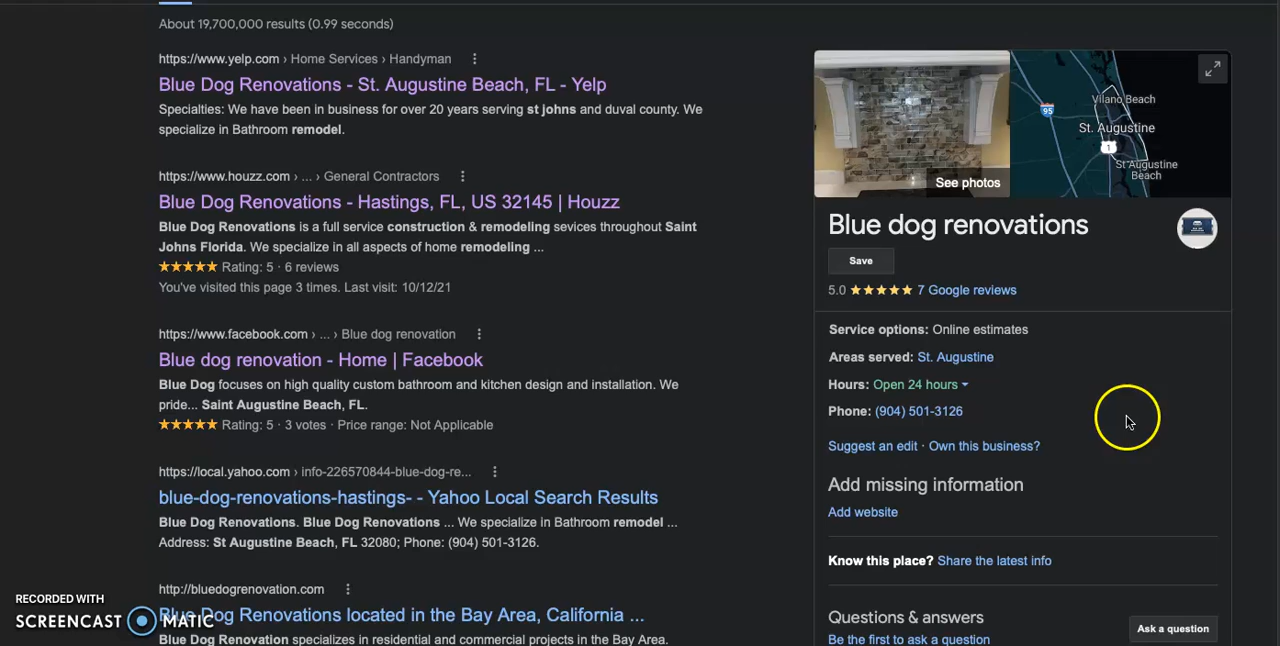 About 19,700,000 results (0.99 seconds)
https://www.yelp.com › Home Services › Handyman
Blue Dog Renovations - St. Augustine Beach, FL - Yelp
Specialties: We have been in business for over 20 years serving st johns and duval county. We
specialize in Bathroom remodel.
https://www.houzz.com › ... › General Contractors
Blue Dog Renovations - Hastings, FL, US 32145 | Houzz
Blue Dog Renovations is a full service construction & remodeling sevices throughout Saint
Johns Florida. We specialize in all aspects of home remodeling ...
Rating: 5 · 6 reviews
You've visited this page 3 times. Last visit: 10/12/21
https://www.facebook.com › ... › Blue dog renovation
Blue dog renovation - Home | Facebook
Blue Dog focuses on high quality custom bathroom and kitchen design and installation. We
pride... Saint Augustine Beach, FL.
Rating: 5 · 3 votes · Price range: Not Applicable
https://local.yahoo.com › info-226570844-blue-dog-re...
blue-dog-renovations-hastings- - Yahoo Local Search Results
Blue Dog Renovations. Blue Dog Renovations ... We specialize in Bathroom remodel ...
Address: St Augustine Beach, FL 32080; Phone: (904) 501-3126.
http://bluedogrenovation.com
Blue Dog Renovations located in the Bay Area, California ...
Blue Dog Renovation specializes in residential and commercial projects in the Bay Area.
RECORDED WITH
SCREENCAST MATIC
See photos
95
Vilano Beach
St. Augustine
1
St Augustine
Beach
Blue dog renovations
Save
5.0 7 Google reviews
Service options: Online estimates
Areas served: St. Augustine
Hours: Open 24 hours
Phone: (904) 501-3126
Suggest an edit · Own this business?
Add missing information
Add website
Know this place? Share the latest info
Questions & answers
Be the first to ask a question
Ask a question